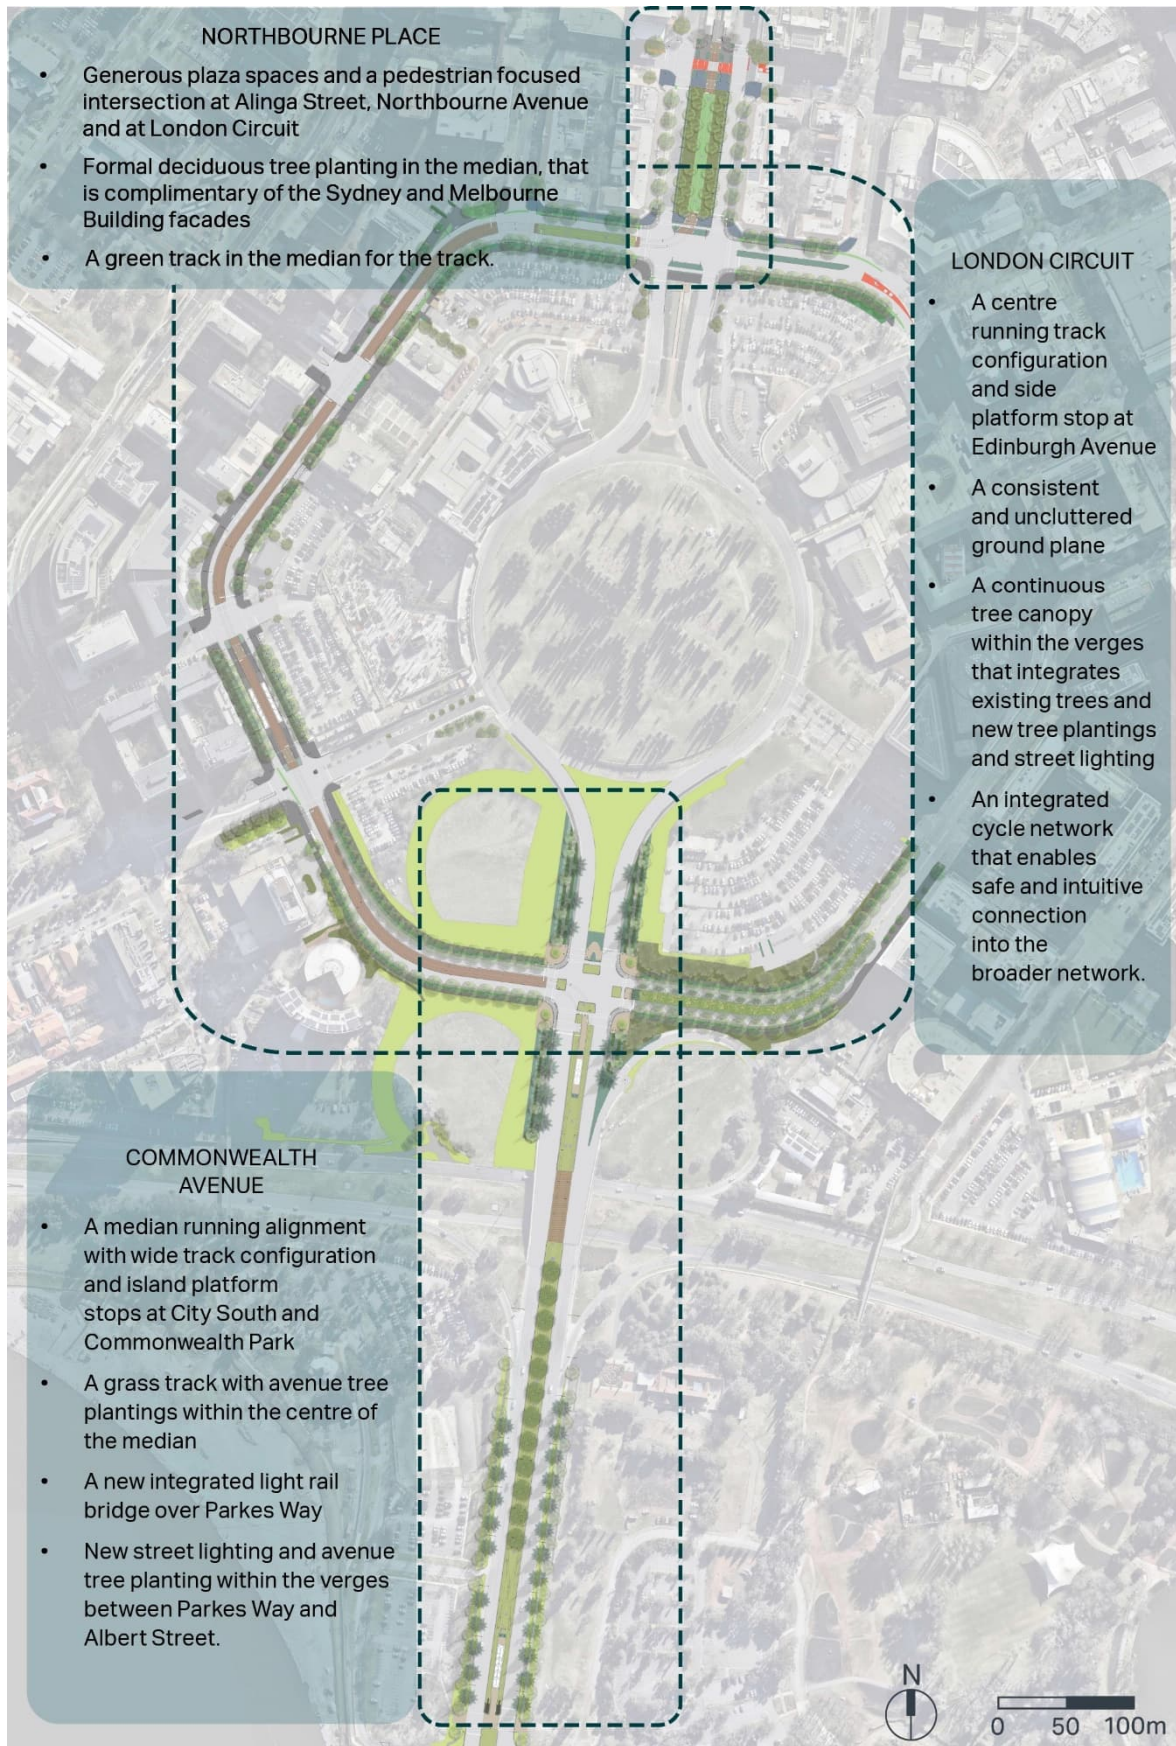 NORTHBOURNE PLACE
• Generous plaza spaces and a pedestrian focused
intersection at Alinga Street, Northbourne Avenue
and at London Circuit
• Formal deciduous tree planting in the median, that
is complimentary of the Sydney and Melbourne
Building facades
• A green track in the median for the track.
LONDON CIRCUIT
• A centre
running track
configuration
and side
platform stop at
Edinburgh Avenue
• A consistent
and uncluttered
ground plane
• A continuous
tree canopy
within the verges
that integrates
existing trees and
new tree plantings
and street lighting
• An integrated
cycle network
that enables
safe and intuitive
connection
into the
broader network.
COMMONWEALTH
AVENUE
• A median running alignment
with wide track configuration
and island platform
stops at City South and
Commonwealth Park
• A grass track with avenue tree
plantings within the centre of
the median
• A new integrated light rail
bridge over Parkes Way
• New street lighting and avenue
tree planting within the verges
between Parkes Way and
Albert Street.
N
0 50 100m